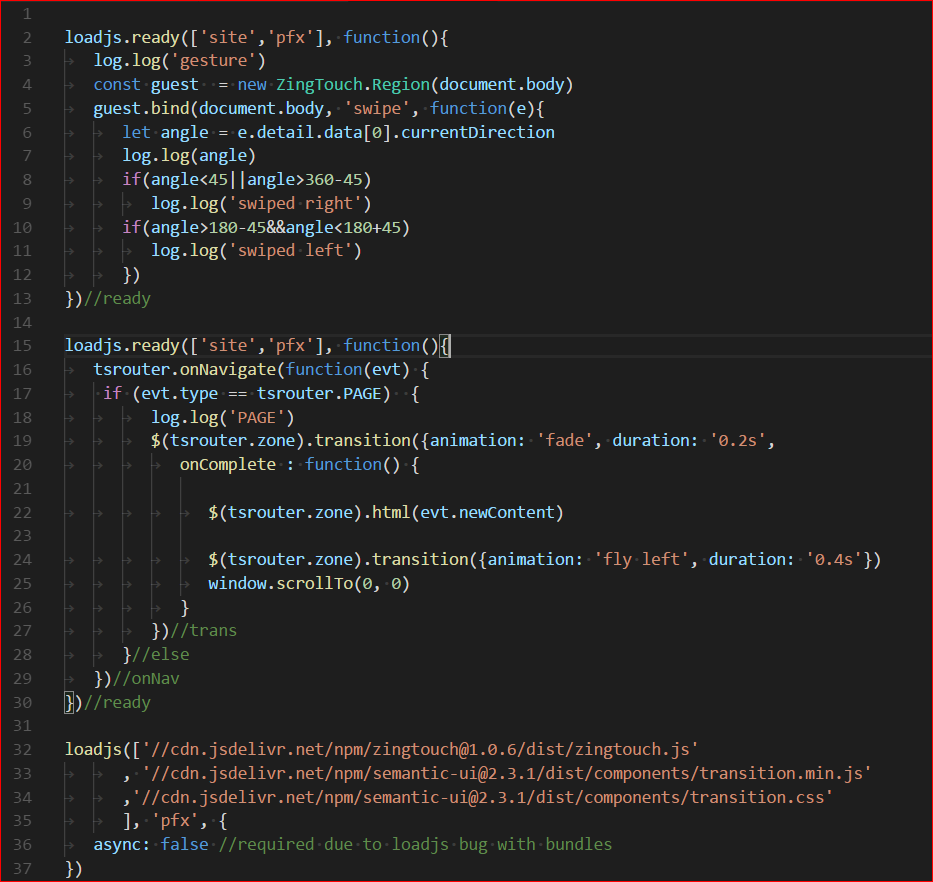 1
2 loadjs.ready(['site','pfx'], function(){
3 log.log('gesture')
4 const guest  = new ZingTouch.Region(document.body)
5 guest.bind(document.body, 'swipe', function(e){
6 let angle = e.detail.data[0].currentDirection
7 log.log(angle)
8 if(angle<45||angle>360-45)
9 log.log('swiped right')
10 if(angle>180-45&&angle<180+45)
11 log.log('swiped left')
12 })
13 })//ready
14
15 loadjs.ready(['site','pfx'], function(){
16 tsrouter.onNavigate(function(evt) {
17 if (evt.type == tsrouter.PAGE)  {
18 log.log('PAGE')
19 $(tsrouter.zone).transition({animation: 'fade', duration: '0.2s',
20 onComplete : function() {
21
22 $(tsrouter.zone).html(evt.newContent)
23
24 $(tsrouter.zone).transition({animation: 'fly left', duration: '0.4s'})
25 window.scrollTo(0, 0)
26 }
27 })//trans
28 }//else
29 })//onNav
30 })//ready
31
32 loadjs(['//cdn.jsdelivr.net/npm/zingtouch@1.0.6/dist/zingtouch.js'
33 , '//cdn.jsdelivr.net/npm/semantic-ui@2.3.1/dist/components/transition.min.js'
34 ,'//cdn.jsdelivr.net/npm/semantic-ui@2.3.1/dist/components/transition.css'
35 ], 'pfx', {
36 async: false //required due to loadjs bug with bundles
37 })